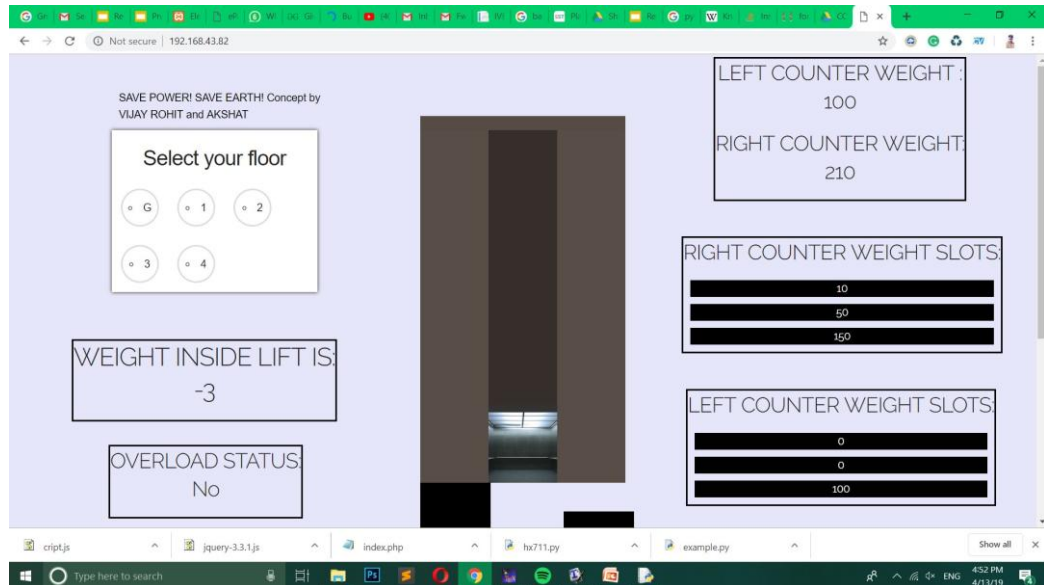 Not secure | 192.168.43.82
SAVE POWER! SAVE EARTH! Concept by
VIJAY ROHIT and AKSHAT
Select your floor
G 1 2
3 4
WEIGHT INSIDE LIFT IS:
-3
OVERLOAD STATUS:
No
LEFT COUNTER WEIGHT :
100
RIGHT COUNTER WEIGHT:
210
RIGHT COUNTER WEIGHT SLOTS:
10
50
150
LEFT COUNTER WEIGHT SLOTS:
0
0
100
cript.js jquery-3.3.1.js index.php hx711.py example.py Show all
Type here to search ENG 4:52 PM
4/13/19